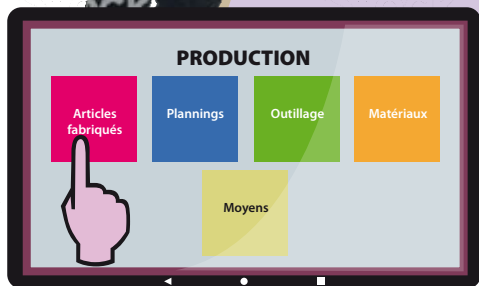 PRODUCTION
Articles
fabriqués
Plannings
Outillage
Matériaux
Moyens